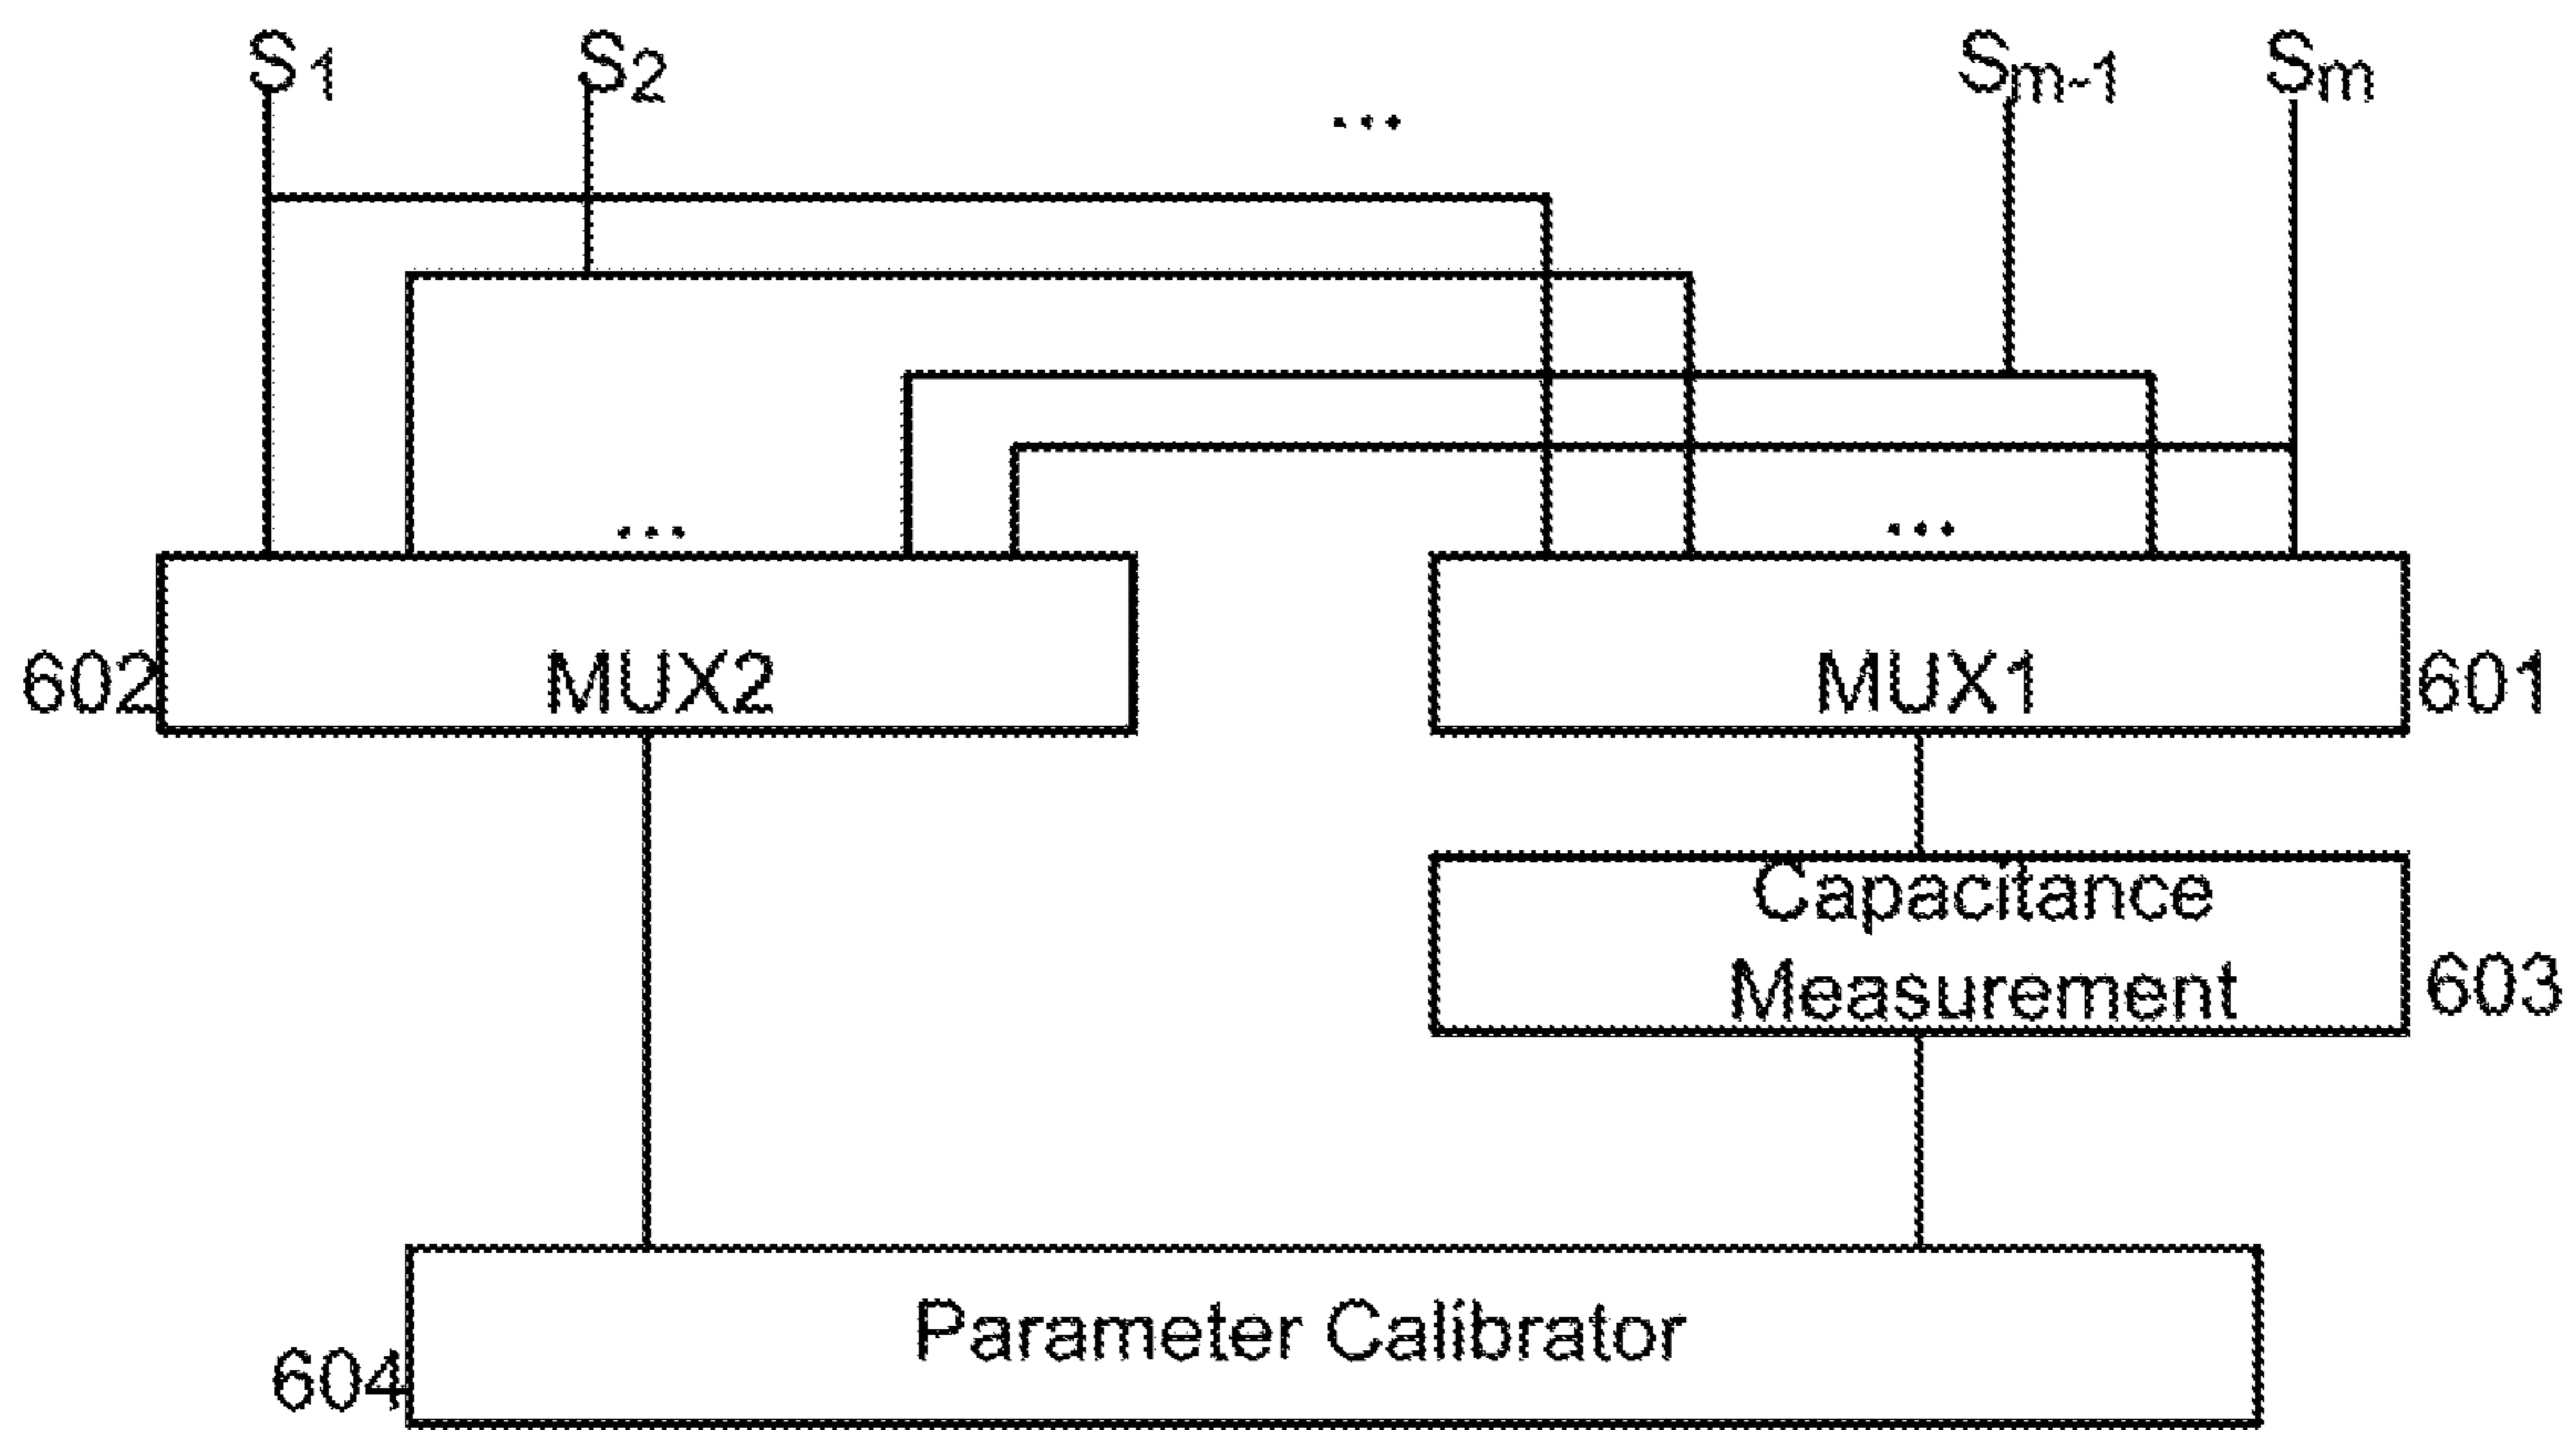 S1 S2 ... Sm-1 Sm
... ...
602 MUX2 MUX1 601
Capacitance
Measurement 603
Parameter Calibrator
604